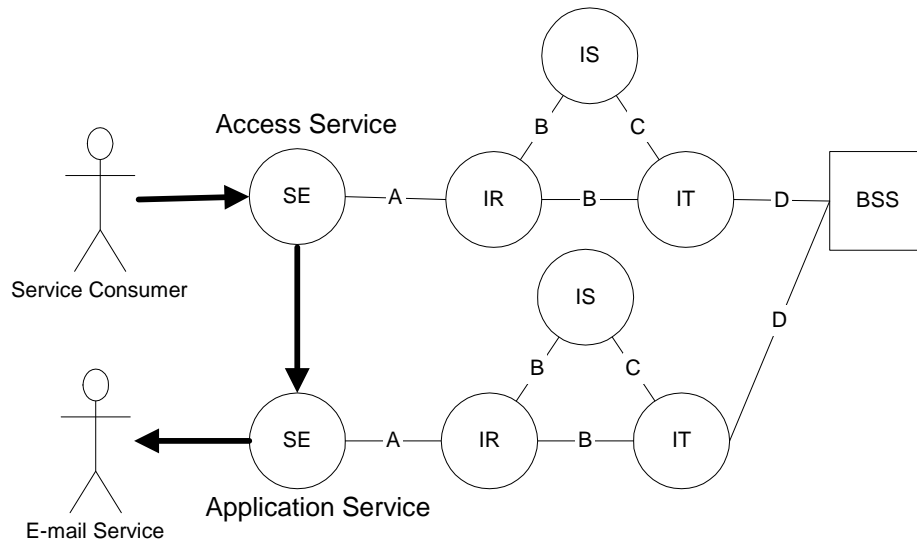 IS
Access Service
B
C
SE
A
IR
B
IT
D
BSS
Service Consumer
IS
D
B
C
SE
A
IR
B
IT
Application Service
E-mail Service